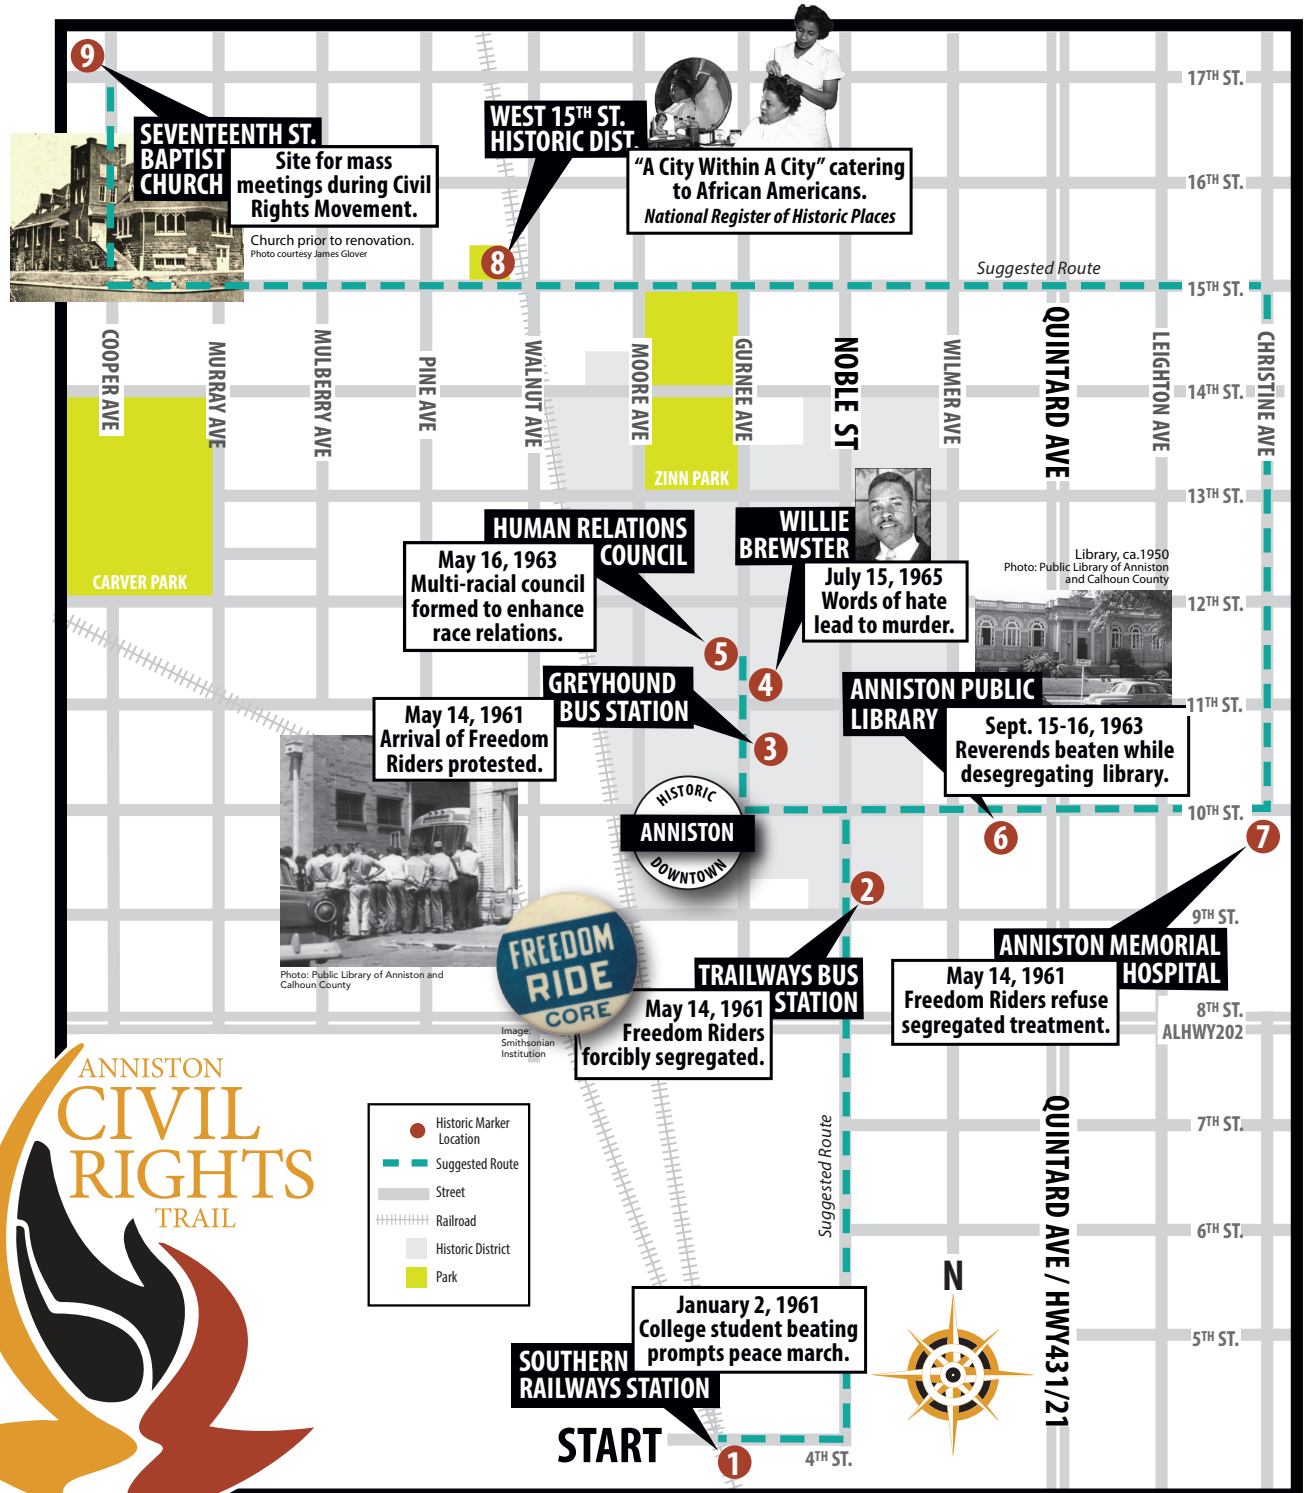 9
17TH ST.
SEVENTEENTH ST.
BAPTIST
CHURCH
Site for mass
meetings during Civil
Rights Movement.
Church prior to renovation.
Photo courtesy James Glover
WEST 15TH ST.
HISTORIC DIST.
"A City Within A City" catering
to African Americans.
National Register of Historic Places
16TH ST.
8
Suggested Route
15TH ST.
COOPER AVE
MURRAY AVE
MULBERRY AVE
PINE AVE
WALNUT AVE
MOORE AVE
GURNEE AVE
NOBLE ST
WILMER AVE
QUINTARD AVE
LEIGHTON AVE
CHRISTINE AVE
14TH ST.
ZINN PARK
13TH ST.
CARVER PARK
HUMAN RELATIONS
COUNCIL
May 16, 1963
Multi-racial council
formed to enhance
race relations.
WILLIE
BREWSTER
July 15, 1965
Words of hate
lead to murder.
Library, ca.1950
Photo: Public Library of Anniston
and Calhoun County
12TH ST.
5
4
GREYHOUND
BUS STATION
May 14, 1961
Arrival of Freedom
Riders protested.
3
ANNISTON PUBLIC
LIBRARY
11TH ST.
Sept. 15-16, 1963
Reverends beaten while
desegregating library.
HISTORIC
ANNISTON
DOWNTOWN
10TH ST.
6
7
2
9TH ST.
Photo: Public Library of Anniston and
Calhoun County
FREEDOM
RIDE
CORE
Image:
Smithsonian
Institution
TRAILWAYS BUS
STATION
May 14, 1961
Freedom Riders
forcibly segregated.
ANNISTON MEMORIAL
HOSPITAL
May 14, 1961
Freedom Riders refuse
segregated treatment.
8TH ST.
ALHWY202
ANNISTON
CIVIL
RIGHTS
TRAIL
Historic Marker
Location
Suggested Route
Street
Railroad
Historic District
Park
Suggested Route
QUINTARD AVE / HWY431/21
7TH ST.
6TH ST.
N
5TH ST.
January 2, 1961
College student beating
prompts peace march.
SOUTHERN
RAILWAYS STATION
START
1
4TH ST.